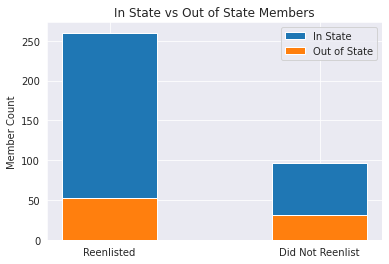 In State vs Out of State Members
In State
Out of State
Member Count
250
200
150
100
50
0
Reenlisted
Did Not Reenlist